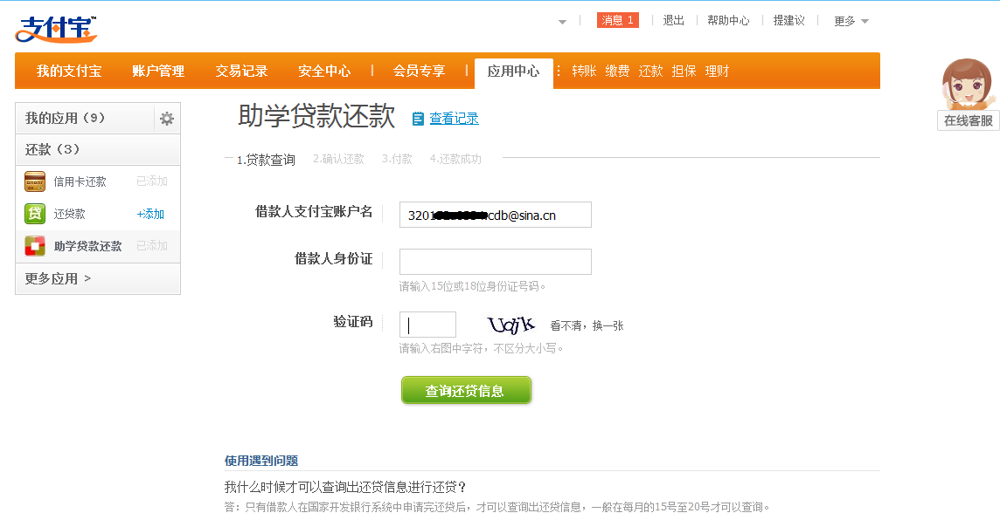 支付宝™
消息 1 退出 帮助中心 提建议 更多
我的支付宝 账户管理 交易记录 安全中心 会员专享 应用中心 转账 缴费 还款 担保 理财
在线客服
我的应用（9）
还款（3）
信用卡还款 已添加
还贷款 +添加
助学贷款还款 已添加
更多应用 >
助学贷款还款 查看记录
1.贷款查询 2.确认还款 3.付款 4.还款成功
借款人支付宝账户名 3201 cdb@sina.cn
借款人身份证
请输入15位或18位身份证号码。
验证码 看不清，换一张
请输入右图中字符，不区分大小写。
查询还贷信息
使用遇到问题
我什么时候才可以查询出还贷信息进行还贷？
答：只有借款人在国家开发银行系统中申请完还贷后，才可以查询出还贷信息，一般在每月的15号至20号才可以查询。